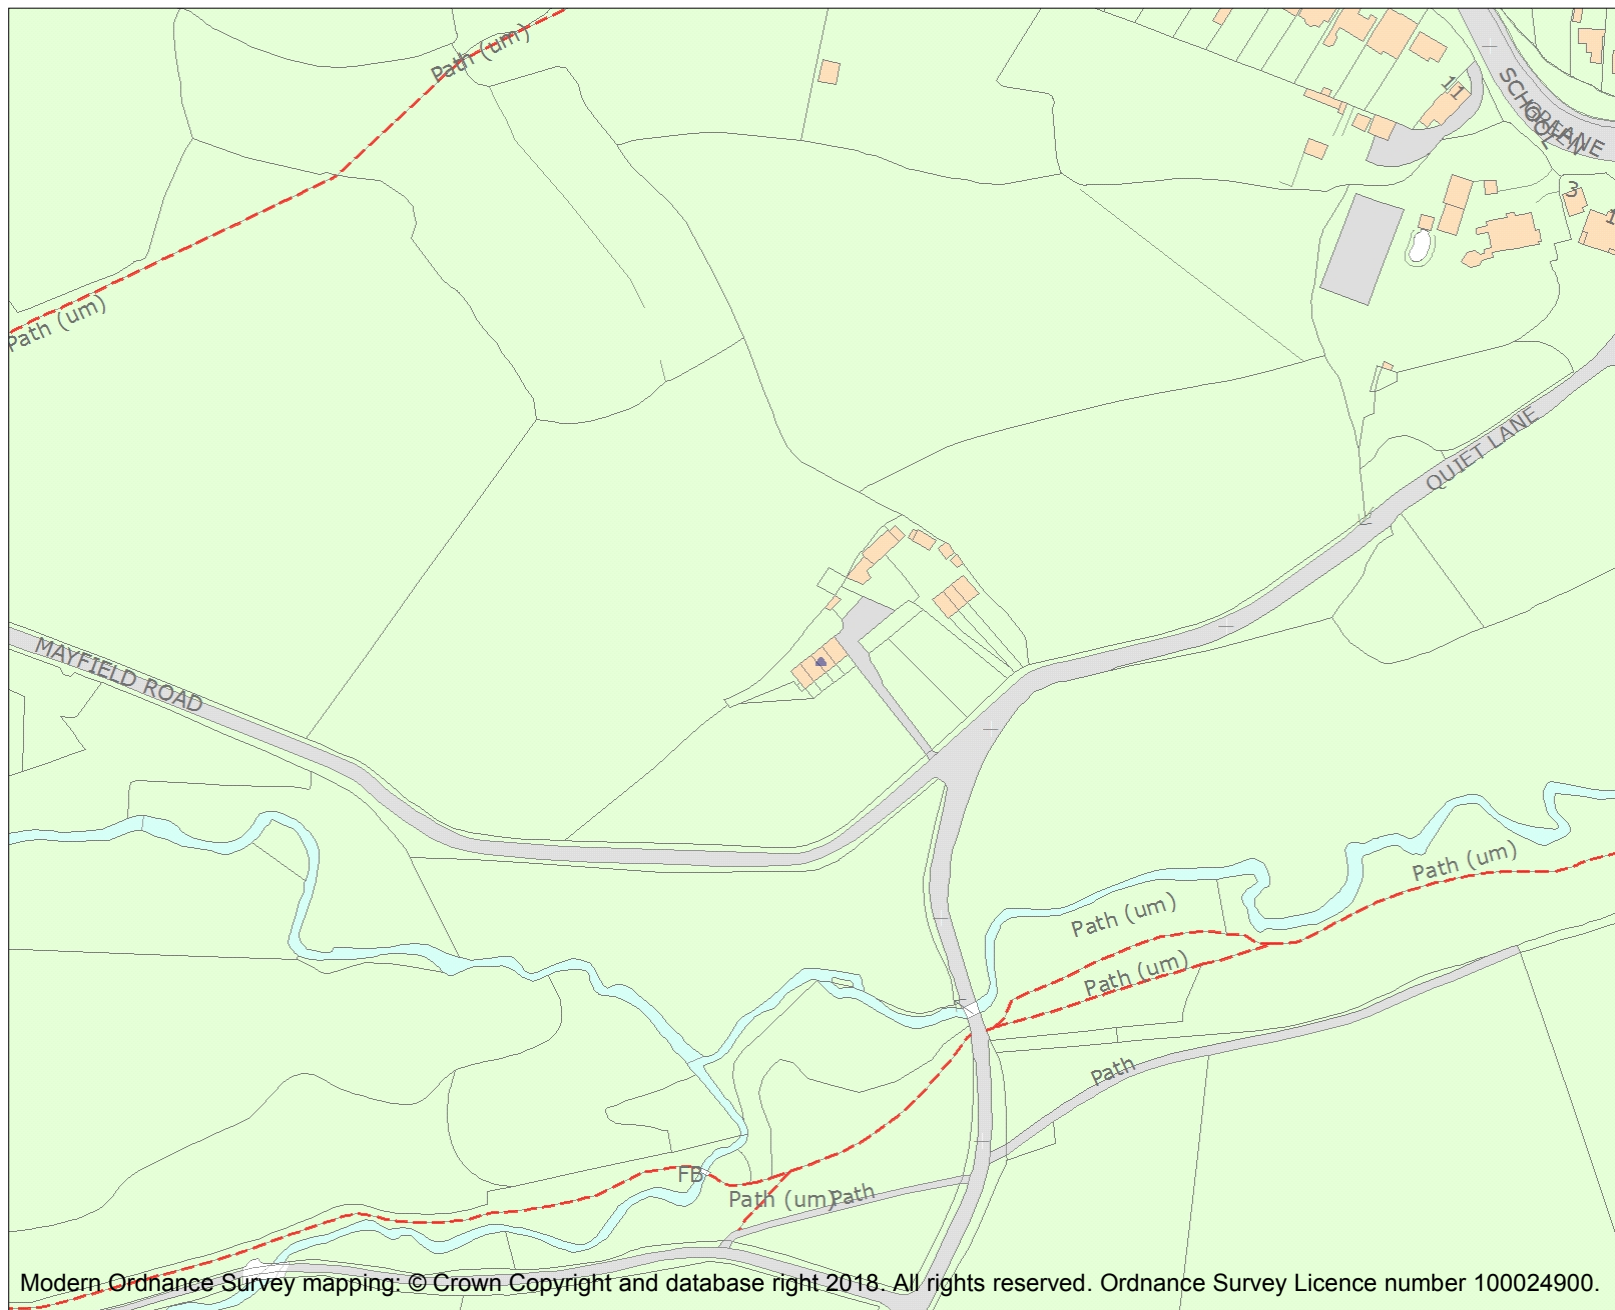 Path (um)
11
SCHOOL LANE
GREEN
3
1
Path (um)
QUIET LANE
MAYFIELD ROAD
Path (um)
Path (um)
Path (um)
Path
FB
Path (um)
Path
Modern Ordnance Survey mapping: © Crown Copyright and database right 2018. All rights reserved. Ordnance Survey Licence number 100024900.